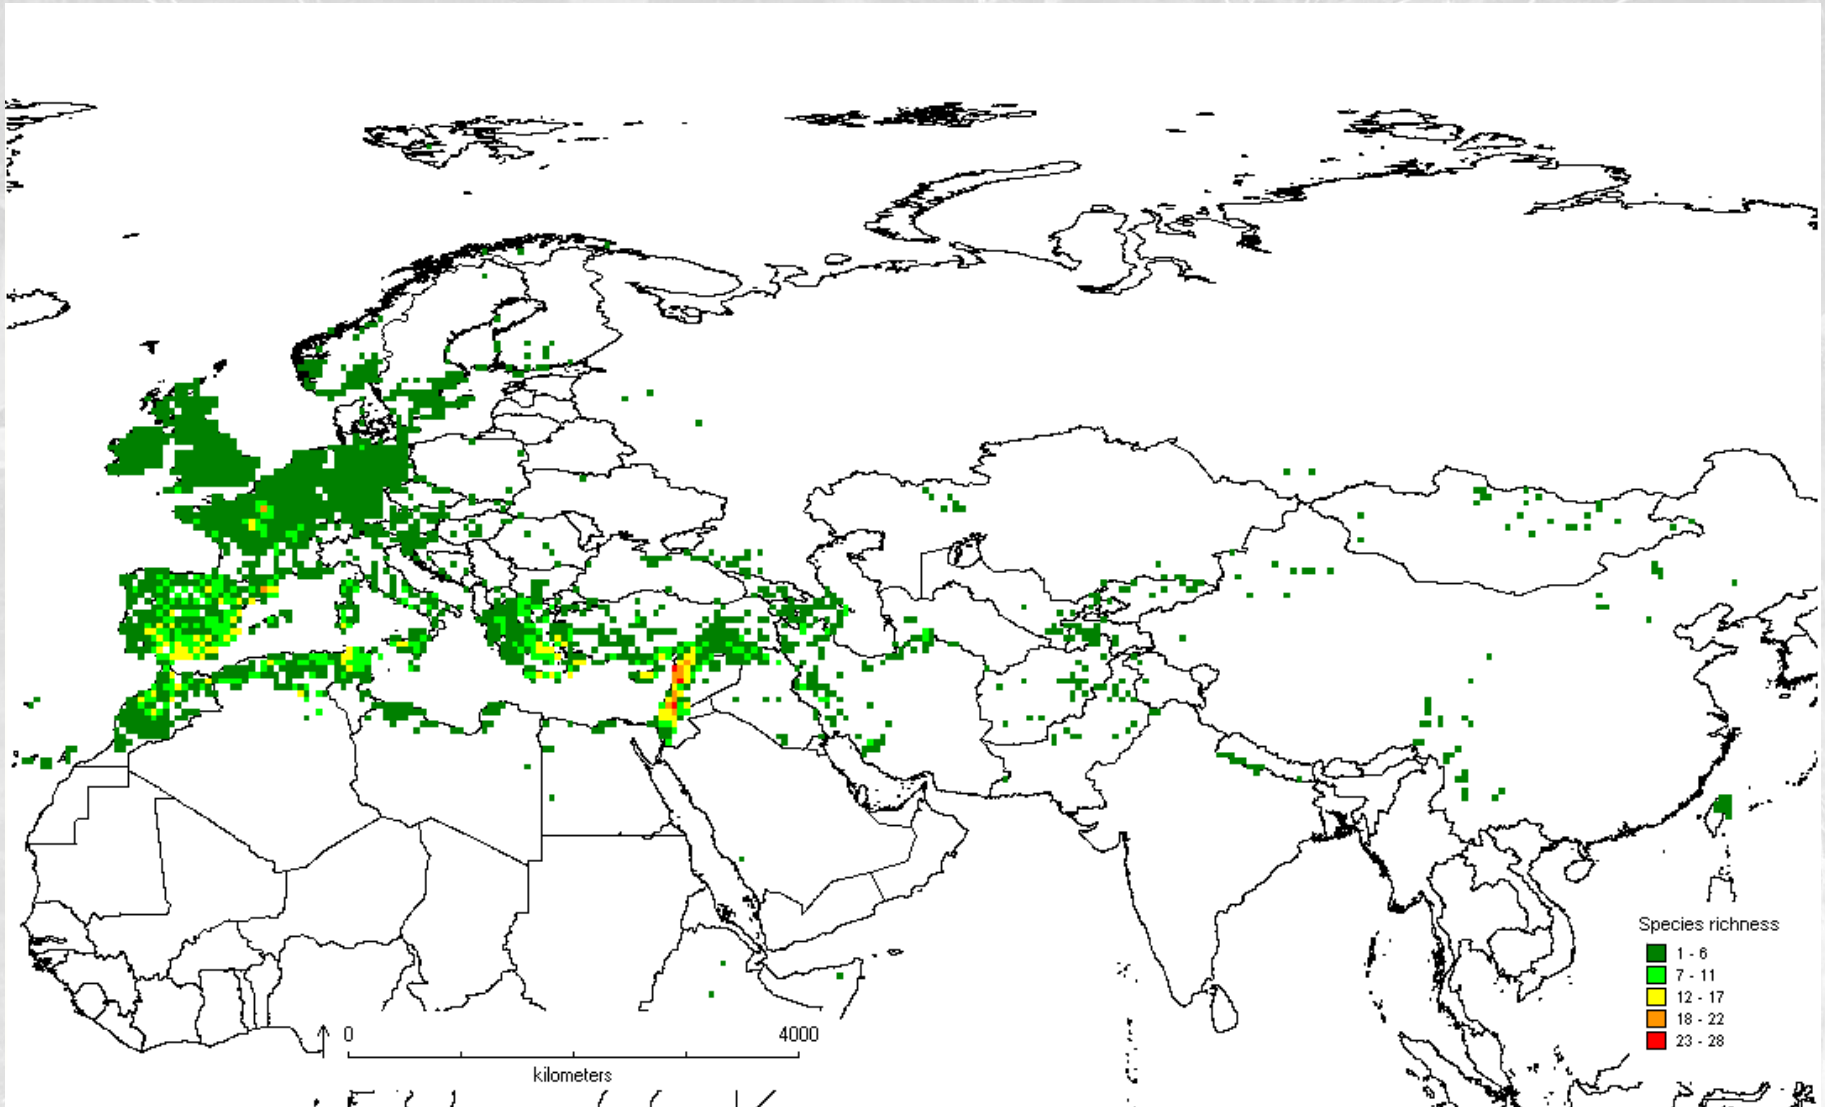 Species richness
1 - 6
7 - 11
12 - 17
18 - 22
23 - 28
0 4000
kilometers